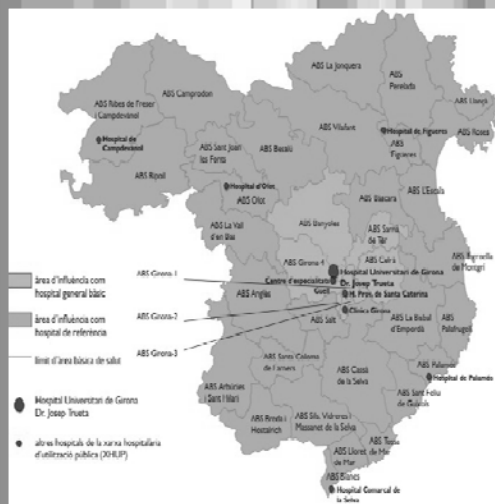 ABS La Jonquera
ABS
Perelada
ABS Camprodon
ABS Llançà
ABS Ribes de Freser
i Campdevànol
Hospital de
Campdevànol
ABS Vilafant
Hospital de Figueres
ABS
Figueres
ABS Roses
ABS Sant Joan
les Fonts
ABS Besalú
ABS Ripoll
Hospital d'Olot
ABS Olot
ABS Bàscara
ABS L'Escala
ABS La Vall
d'en Bas
ABS Banyoles
ABS Sarrià
de Ter
ABS Celrà
ABS Torroella
de Montgrí
ABS Girona-4
Hospital Universitari de Girona
Dr. Josep Trueta
Centre d'especialitats
Güell
H. Prov. de Santa Caterina
Clínica Girona
ABS Girona-1
àrea d'influència com
hospital general bàsic
ABS Anglès
ABS Girona-2
àrea d'influència com
hospital de referència
ABS Salt
ABS La Bisbal
d'Empordà
ABS
Palafrugell
ABS Girona-3
límit d'àrea bàsica de salut
ABS Santa Coloma
de Farners
ABS Cassà
de la Selva
ABS Palamós
Hospital de Palamós
ABS Arbúcies
i Sant Hilari
ABS Sant Feliu
de Guíxols
Hospital Universitari de Girona
Dr. Josep Trueta
ABS Breda i
Hostalric
ABS Sils, Vidreres i
Maçanet de la Selva
ABS Tossa
de Mar
ABS Lloret
de Mar
altres hospitals de la xarxa hospitalària
d'utilització pública (XHUP)
ABS Blanes
Hospital Comarcal de
la Selva